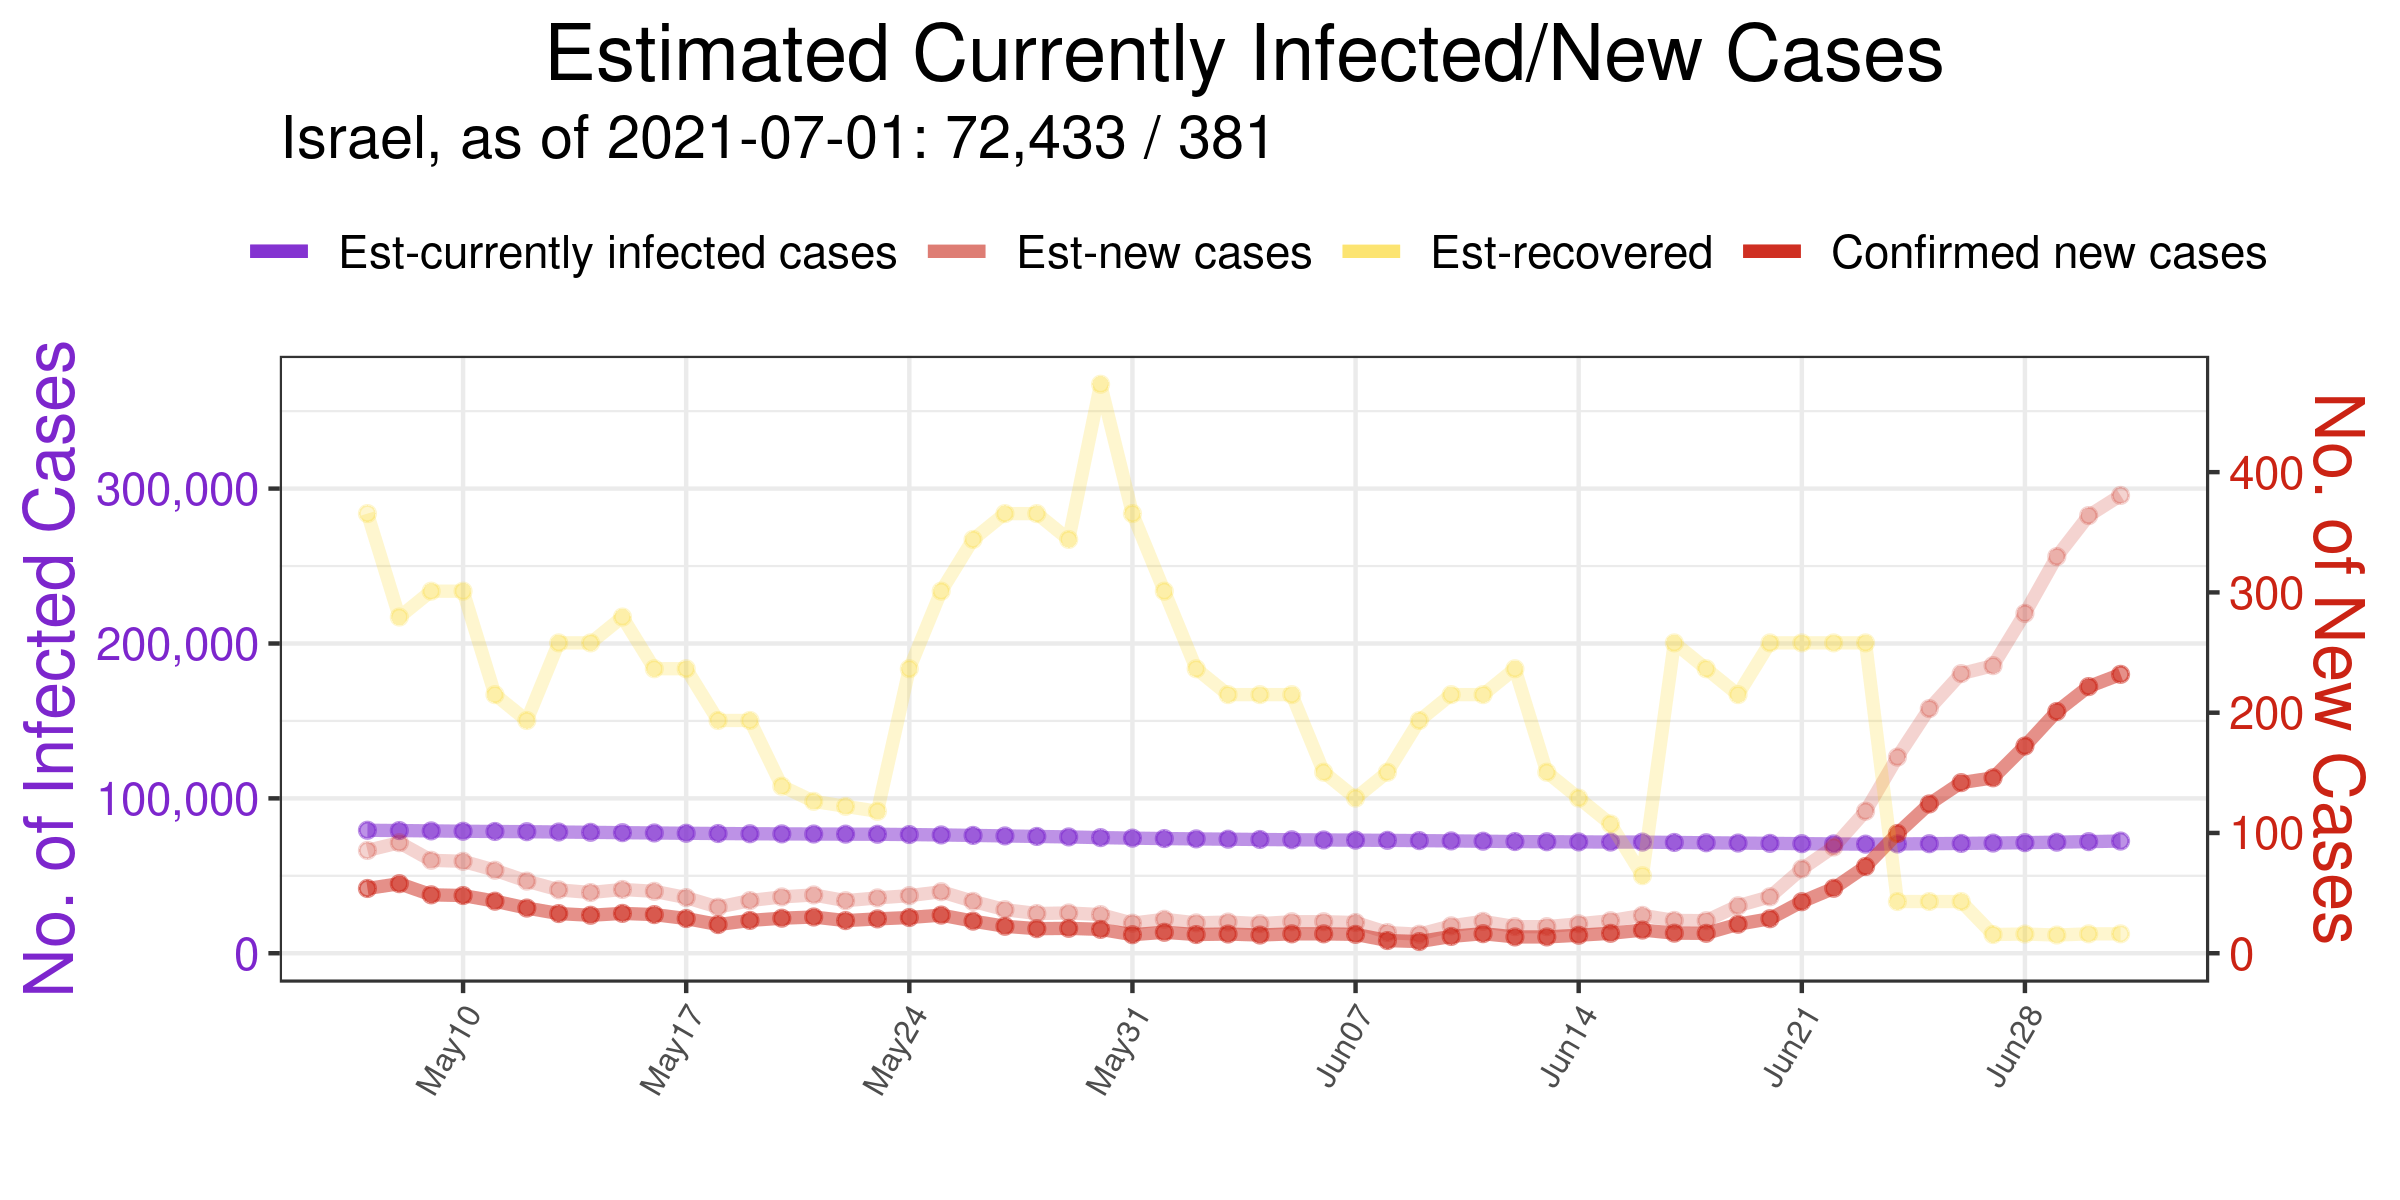 Estimated Currently Infected/New Cases
Israel, as of 2021-07-01: 72,433 / 381
Est-currently infected cases Est-new cases Est-recovered Confirmed new cases
No. of Infected Cases
300,000
200,000
100,000
0
400
300
200
100
0
No. of New Cases
May10 May17 May24 May31 Jun07 Jun14 Jun21 Jun28